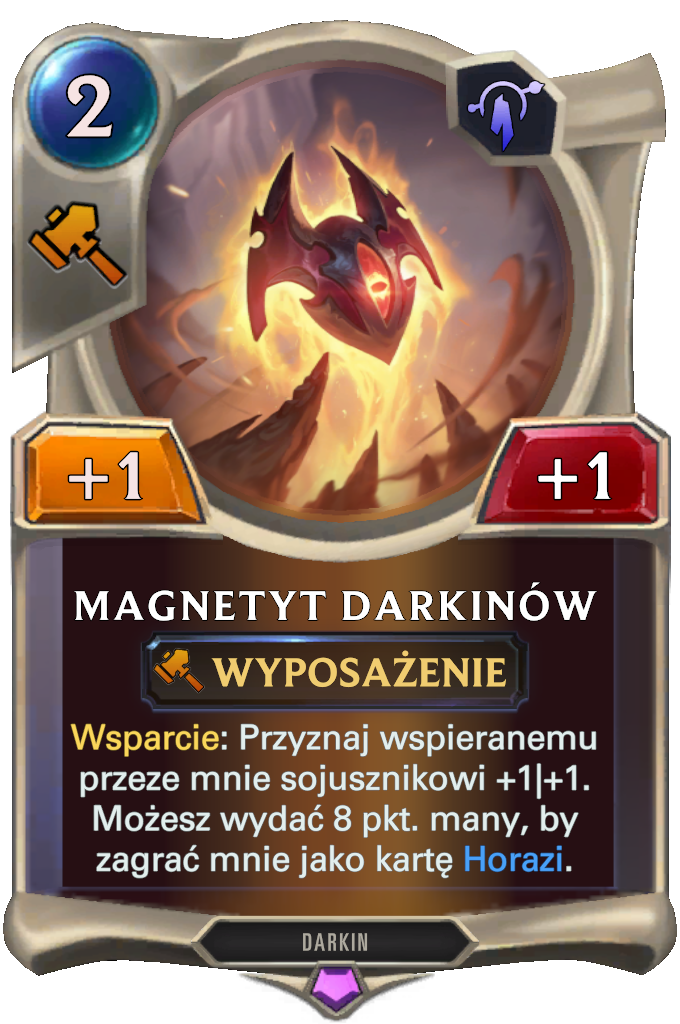 2
+1
+1
MAGNETYT DARKINÓW
WYPOSAŻENIE
Wsparcie: Przyznaj wspieranemu
przeze mnie sojusznikowi +1|+1.
Możesz wydać 8 pkt. many, by
zagrać mnie jako kartę Horazi.
DARKIN